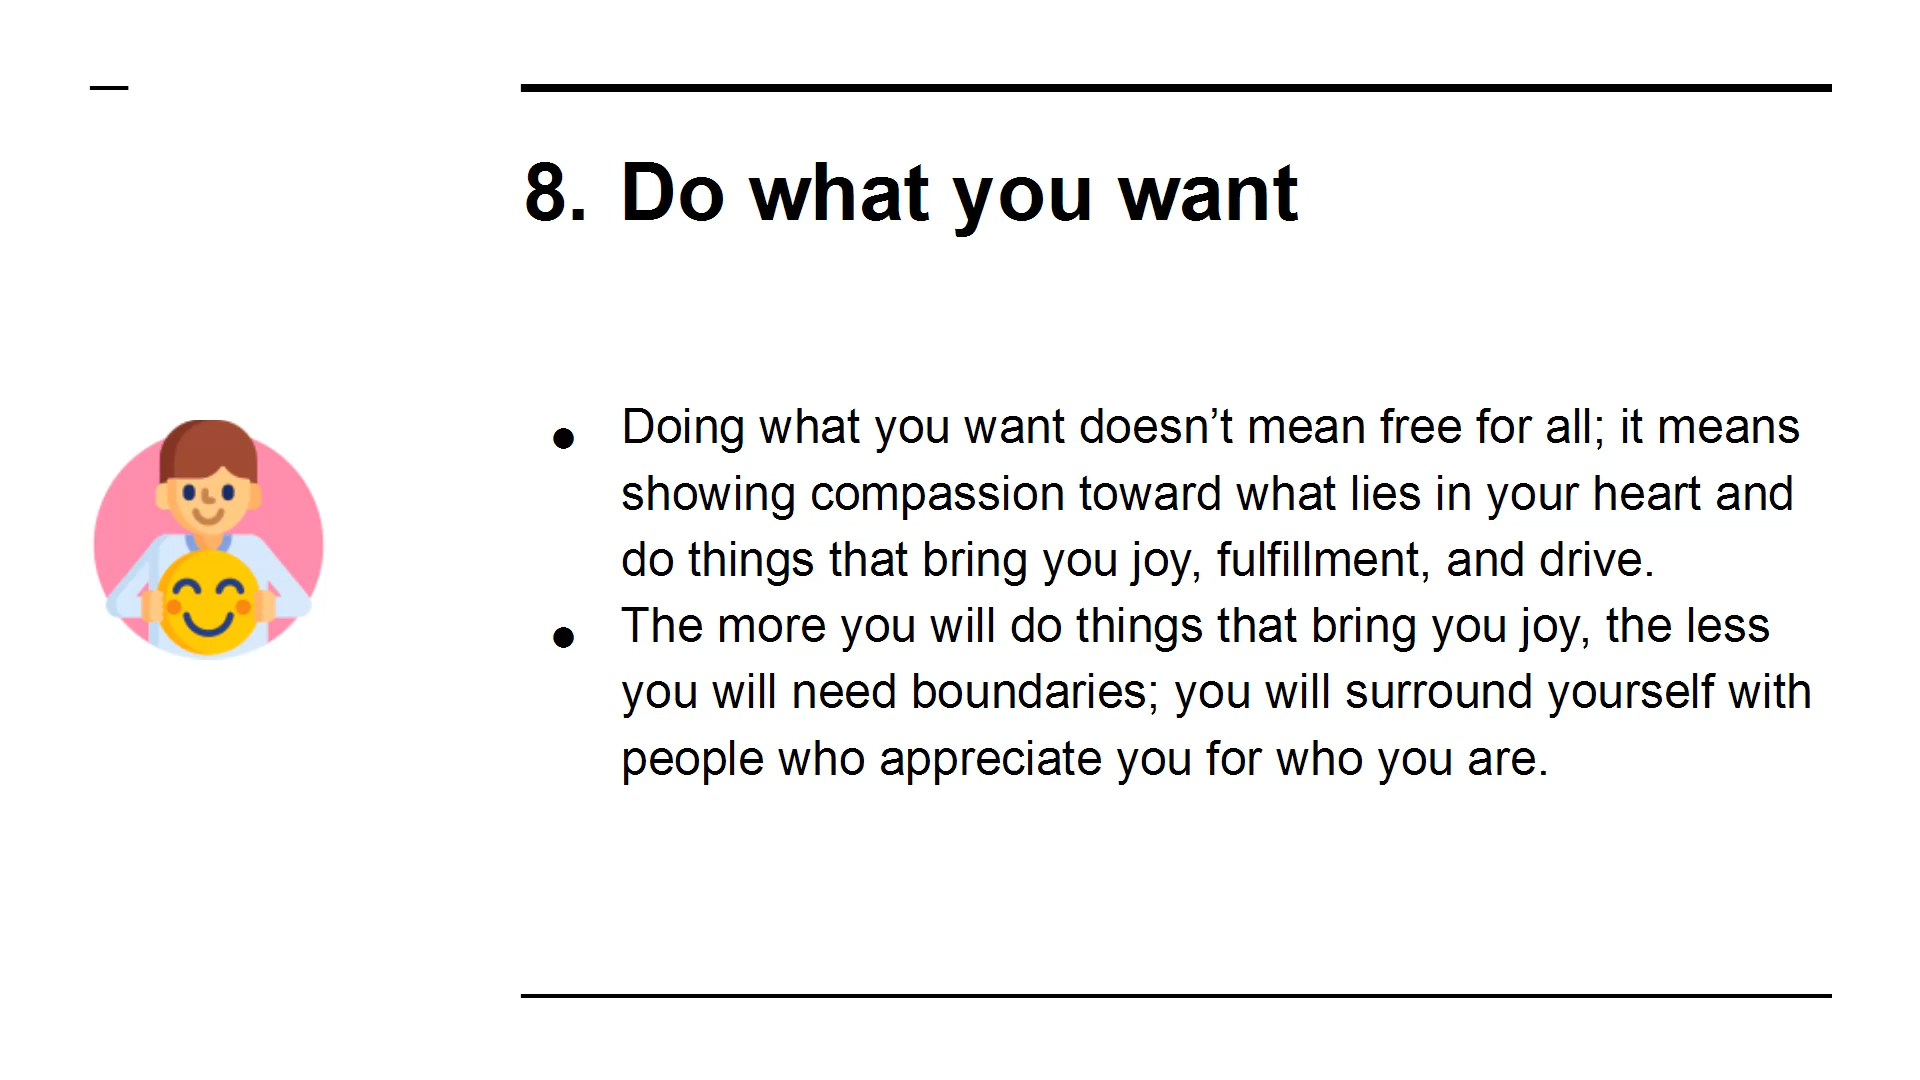 8. Do what you want
● Doing what you want doesn’t mean free for all; it means
showing compassion toward what lies in your heart and
do things that bring you joy, fulfillment, and drive.
● The more you will do things that bring you joy, the less
you will need boundaries; you will surround yourself with
people who appreciate you for who you are.